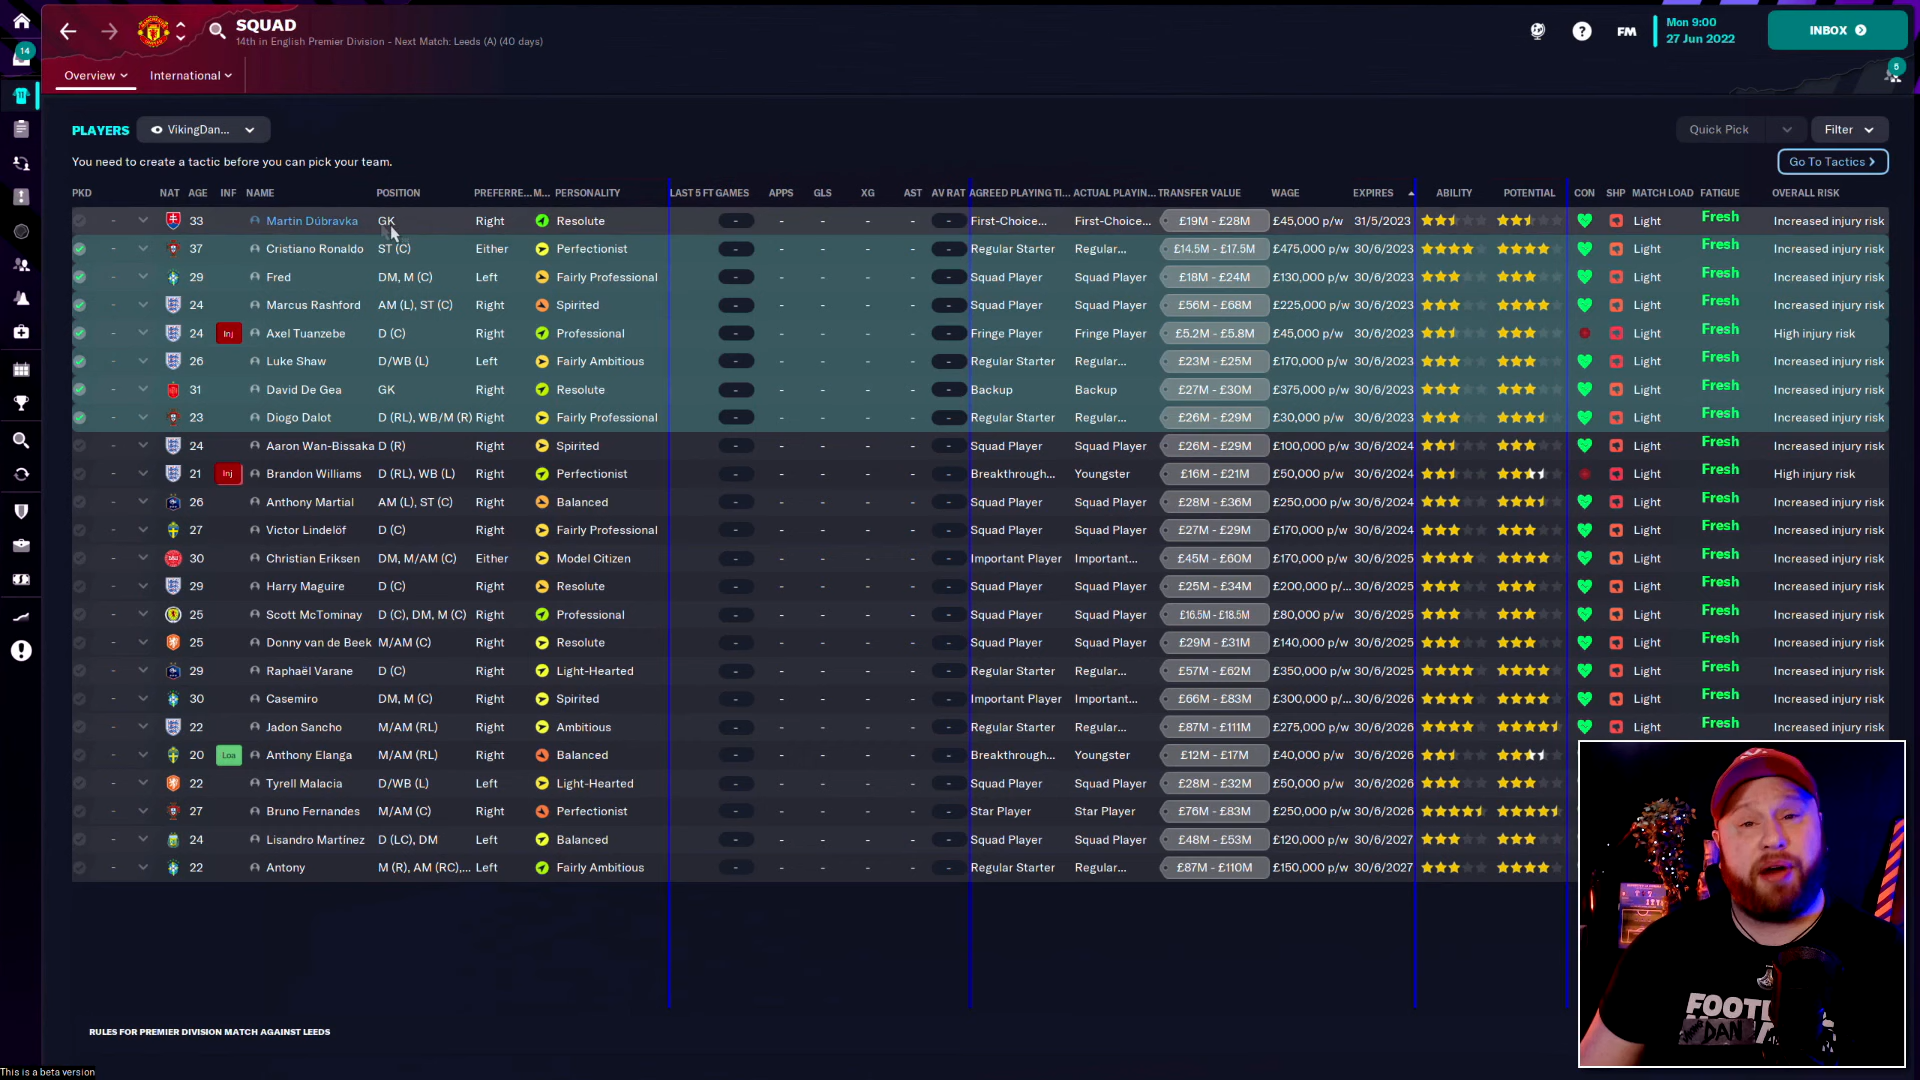 SQUAD
14th in English Premier Division - Next Match: Leeds (A) (40 days)
FM
Mon 9:00
27 Jun 2022
INBOX
14
5
Overview
International
PLAYERS
VikingDan...
Quick Pick
Filter
You need to create a tactic before you can pick your team.
Go To Tactics
PKD NAT AGE INF NAME POSITION PREFERRE... M... PERSONALITY LAST 5 FT GAMES APPS GLS XG AST AV RAT AGREED PLAYING TI... ACTUAL PLAYIN... TRANSFER VALUE WAGE EXPIRES ABILITY POTENTIAL CON SHP MATCH LOAD FATIGUE OVERALL RISK
- 33 Martin Dúbravka GK Right Resolute - - - - - - First-Choice... First-Choice... £19M - £28M £45,000 p/w 31/5/2023 Light Fresh Increased injury risk
- 37 Cristiano Ronaldo ST (C) Either Perfectionist - - - - - - Regular Starter Regular... £14.5M - £17.5M £475,000 p/w 30/6/2023 Light Fresh Increased injury risk
- 29 Fred DM, M (C) Left Fairly Professional - - - - - - Squad Player Squad Player £18M - £24M £130,000 p/w 30/6/2023 Light Fresh Increased injury risk
- 24 Marcus Rashford AM (L), ST (C) Right Spirited - - - - - - Squad Player Squad Player £56M - £68M £225,000 p/w 30/6/2023 Light Fresh Increased injury risk
- 24 Inj Axel Tuanzebe D (C) Right Professional - - - - - - Fringe Player Fringe Player £5.2M - £5.8M £45,000 p/w 30/6/2023 Light Fresh High injury risk
- 26 Luke Shaw D/WB (L) Left Fairly Ambitious - - - - - - Regular Starter Regular... £23M - £25M £170,000 p/w 30/6/2023 Light Fresh Increased injury risk
- 31 David De Gea GK Right Resolute - - - - - - Backup Backup £27M - £30M £375,000 p/w 30/6/2023 Light Fresh Increased injury risk
- 23 Diogo Dalot D (RL), WB/M (R) Right Fairly Professional - - - - - - Regular Starter Regular... £26M - £29M £30,000 p/w 30/6/2023 Light Fresh Increased injury risk
- 24 Aaron Wan-Bissaka D (R) Right Spirited - - - - - - Squad Player Squad Player £26M - £29M £100,000 p/w 30/6/2024 Light Fresh Increased injury risk
- 21 Inj Brandon Williams D (RL), WB (L) Right Perfectionist - - - - - - Breakthrough... Youngster £16M - £21M £50,000 p/w 30/6/2024 Light Fresh High injury risk
- 26 Anthony Martial AM (L), ST (C) Right Balanced - - - - - - Squad Player Squad Player £28M - £36M £250,000 p/w 30/6/2024 Light Fresh Increased injury risk
- 27 Victor Lindelöf D (C) Right Fairly Professional - - - - - - Squad Player Squad Player £27M - £29M £170,000 p/w 30/6/2024 Light Fresh Increased injury risk
- 30 Christian Eriksen DM, M/AM (C) Either Model Citizen - - - - - - Important Player Important... £45M - £60M £170,000 p/w 30/6/2025 Light Fresh Increased injury risk
- 29 Harry Maguire D (C) Right Resolute - - - - - - Squad Player Squad Player £25M - £34M £200,000 p/... 30/6/2025 Light Fresh Increased injury risk
- 25 Scott McTominay D (C), DM, M (C) Right Professional - - - - - - Squad Player Squad Player £16.5M - £18.5M £80,000 p/w 30/6/2025 Light Fresh Increased injury risk
- 25 Donny van de Beek M/AM (C) Right Resolute - - - - - - Squad Player Squad Player £29M - £31M £140,000 p/w 30/6/2025 Light Fresh Increased injury risk
- 29 Raphaël Varane D (C) Right Light-Hearted - - - - - - Regular Starter Regular... £57M - £62M £350,000 p/w 30/6/2025 Light Fresh Increased injury risk
- 30 Casemiro DM, M (C) Right Spirited - - - - - - Important Player Important... £66M - £83M £300,000 p/... 30/6/2026 Light Fresh Increased injury risk
- 22 Jadon Sancho M/AM (RL) Right Ambitious - - - - - - Regular Starter Regular... £87M - £111M £275,000 p/w 30/6/2026 Light Fresh Increased injury risk
- 20 Loa Anthony Elanga M/AM (RL) Right Balanced - - - - - - Breakthrough... Youngster £12M - £17M £40,000 p/w 30/6/2026
- 22 Tyrell Malacia D/WB (L) Left Light-Hearted - - - - - - Squad Player Squad Player £28M - £32M £50,000 p/w 30/6/2026
- 27 Bruno Fernandes M/AM (C) Right Perfectionist - - - - - - Star Player Star Player £76M - £83M £250,000 p/w 30/6/2026
- 24 Lisandro Martínez D (LC), DM Left Balanced - - - - - - Squad Player Squad Player £48M - £53M £120,000 p/w 30/6/2027
- 22 Antony M (R), AM (RC),... Left Fairly Ambitious - - - - - - Regular Starter Regular... £87M - £110M £150,000 p/w 30/6/2027
FOOT
DAN
RULES FOR PREMIER DIVISION MATCH AGAINST LEEDS
This is a beta version